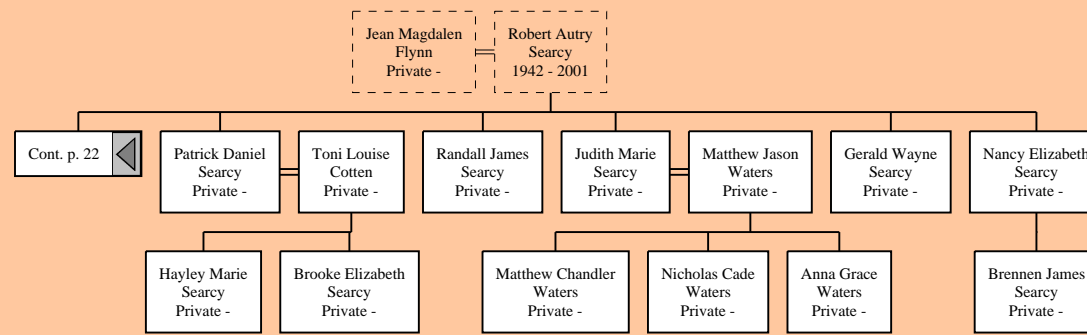 Jean Magdalen
Flynn
Private -
Robert Autry
Searcy
1942 - 2001
Cont. p. 22
Patrick Daniel
Searcy
Private -
Toni Louise
Cotten
Private -
Randall James
Searcy
Private -
Judith Marie
Searcy
Private -
Matthew Jason
Waters
Private -
Gerald Wayne
Searcy
Private -
Nancy Elizabeth
Searcy
Private -
Hayley Marie
Searcy
Private -
Brooke Elizabeth
Searcy
Private -
Matthew Chandler
Waters
Private -
Nicholas Cade
Waters
Private -
Anna Grace
Waters
Private -
Brennen James
Searcy
Private -